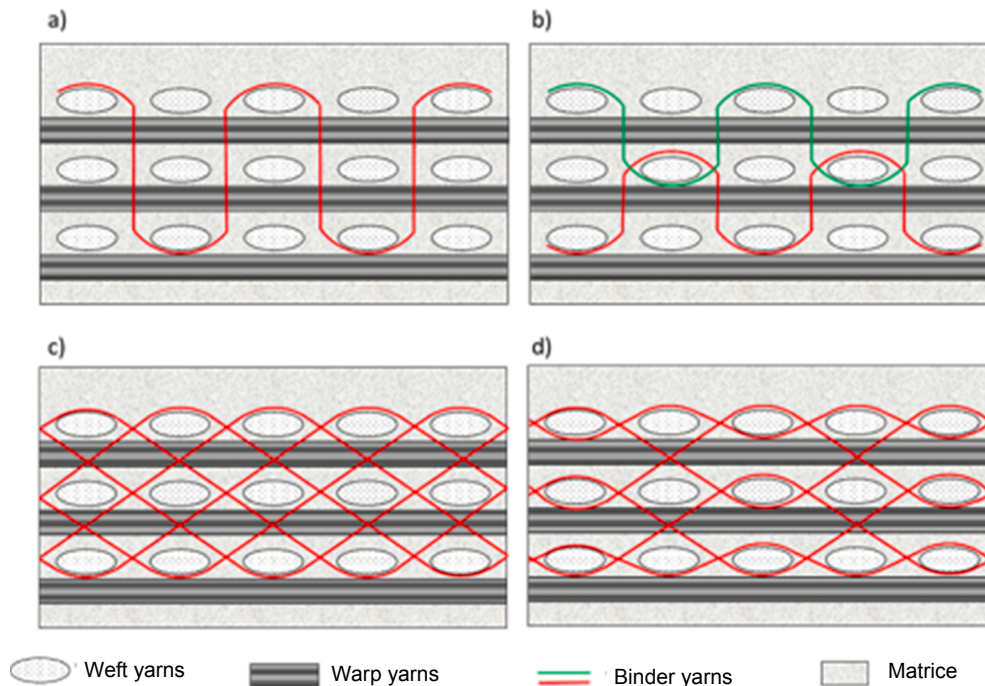 a)
b)
c)
d)
Weft yarns
Warp yarns
Binder yarns
Matrice